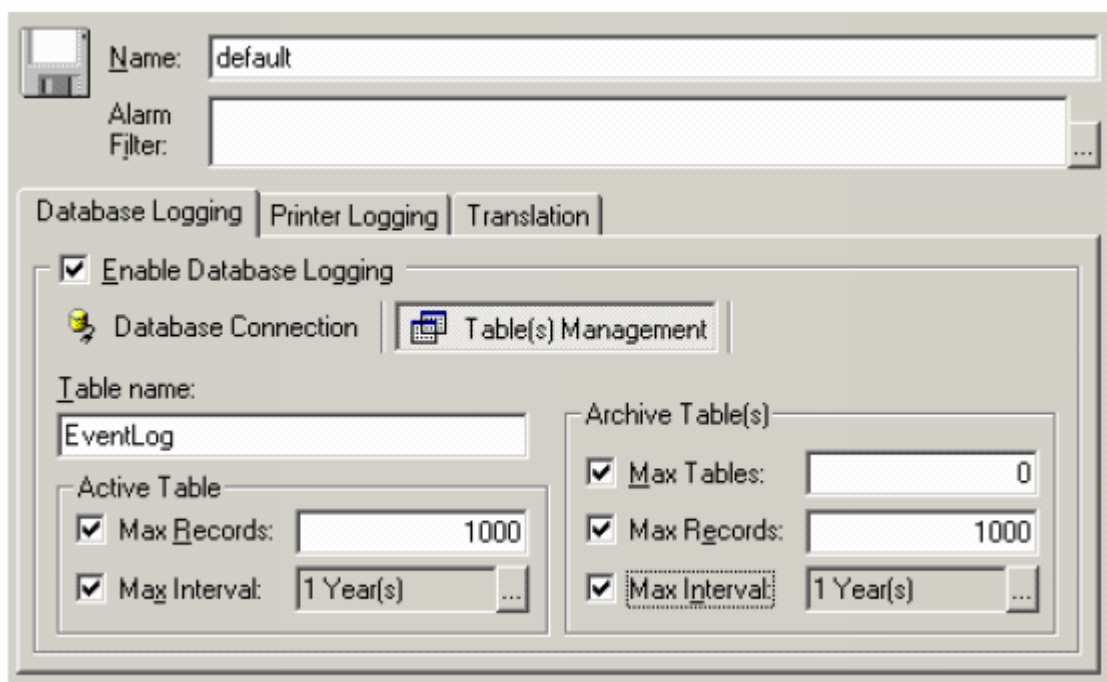 Name: default
Alarm
Filter:
...
Database Logging Printer Logging Translation
Enable Database Logging
Database Connection Table(s) Management
Table name:
EventLog
Active Table
Max Records: 1000
Max Interval: 1 Year(s) ...
Archive Table(s)
Max Tables: 0
Max Records: 1000
Max Interval: 1 Year(s) ...